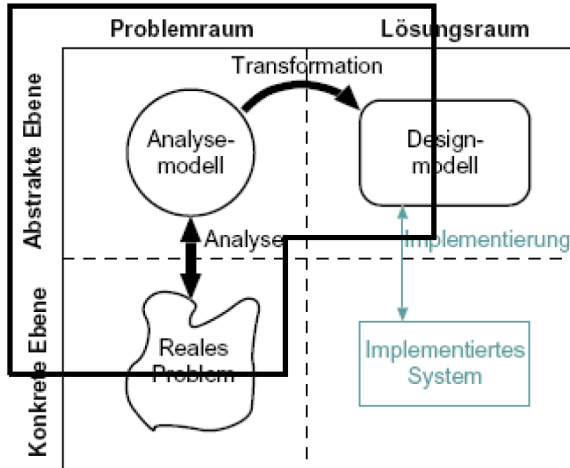 Problemraum
Lösungsraum
Transformation
Abstrakte Ebene
Analyse-
modell
Design-
modell
Analyse
Implementierung
Konkrete Ebene
Reales
Problem
Implementiertes
System